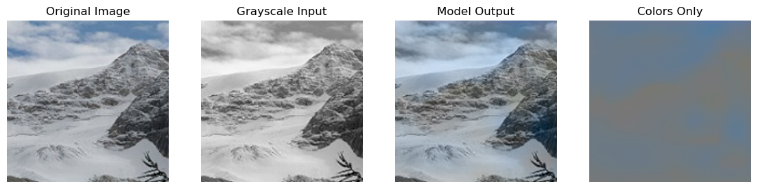 Original Image
Grayscale Input
Model Output
Colors Only